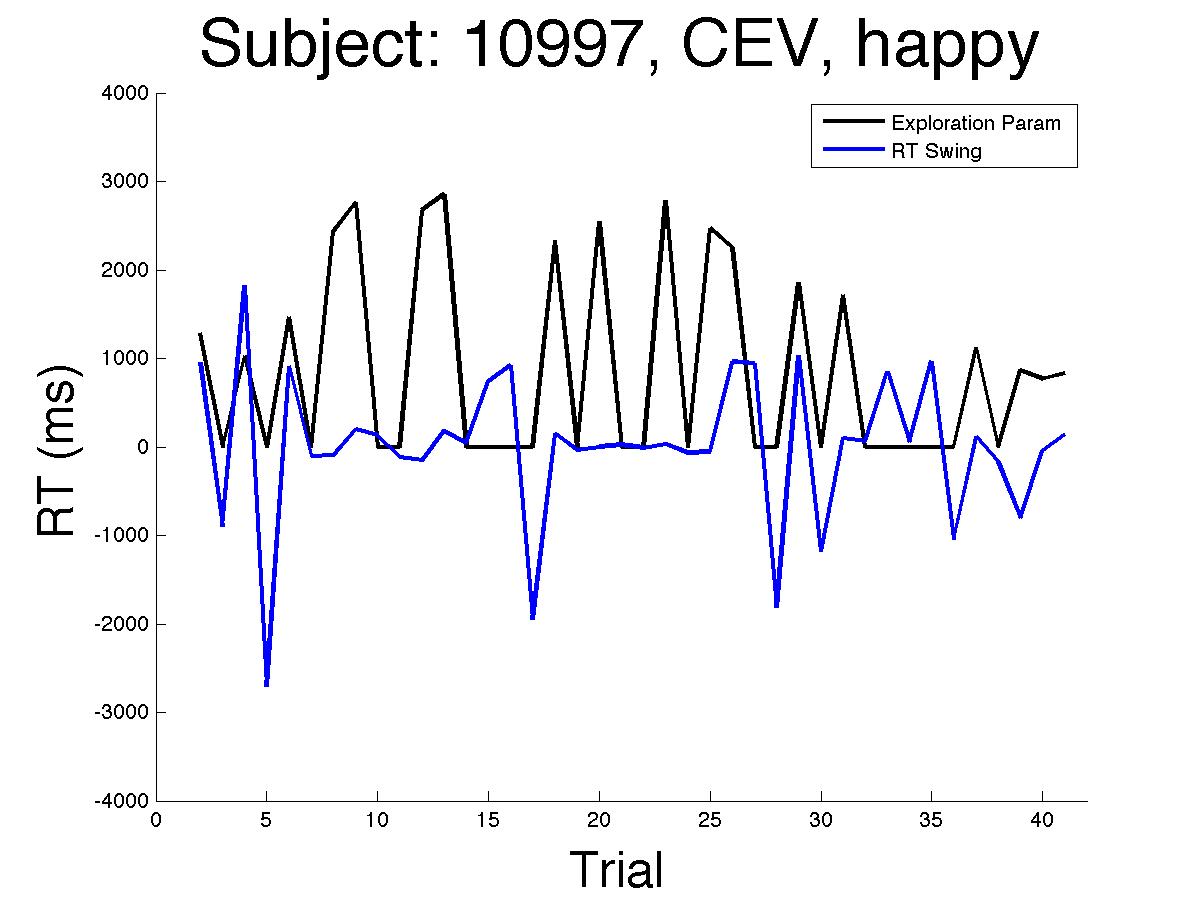 Subject: 10997, CEV, happy
4000
3000
2000
1000
0
-1000
-2000
-3000
-4000
RT (ms)
Exploration Param
RT Swing
0 5 10 15 20 25 30 35 40
Trial